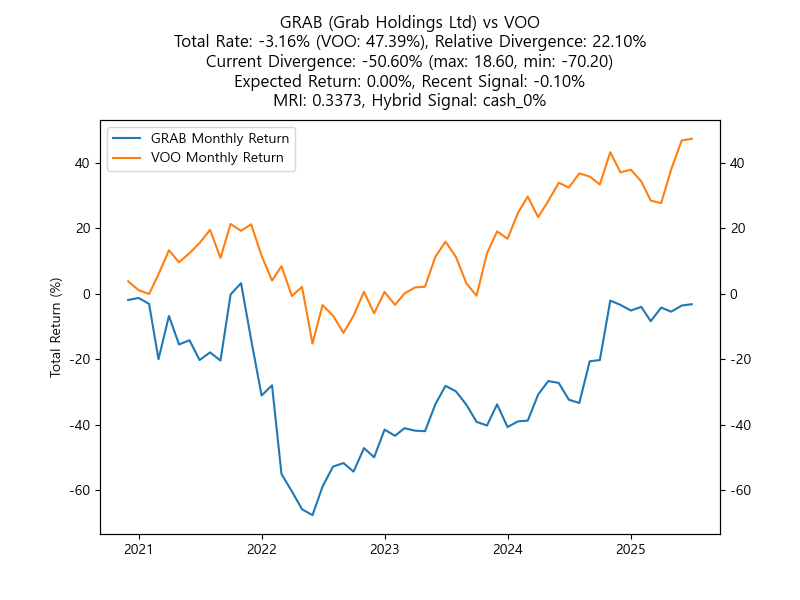 GRAB (Grab Holdings Ltd) vs VOO
Total Rate: -3.16% (VOO: 47.39%), Relative Divergence: 22.10%
Current Divergence: -50.60% (max: 18.60, min: -70.20)
Expected Return: 0.00%, Recent Signal: -0.10%
MRI: 0.3373, Hybrid Signal: cash_0%
GRAB Monthly Return
VOO Monthly Return
Total Return (%)
40
20
0
-20
-40
-60
40
20
0
-20
-40
-60
2021 2022 2023 2024 2025